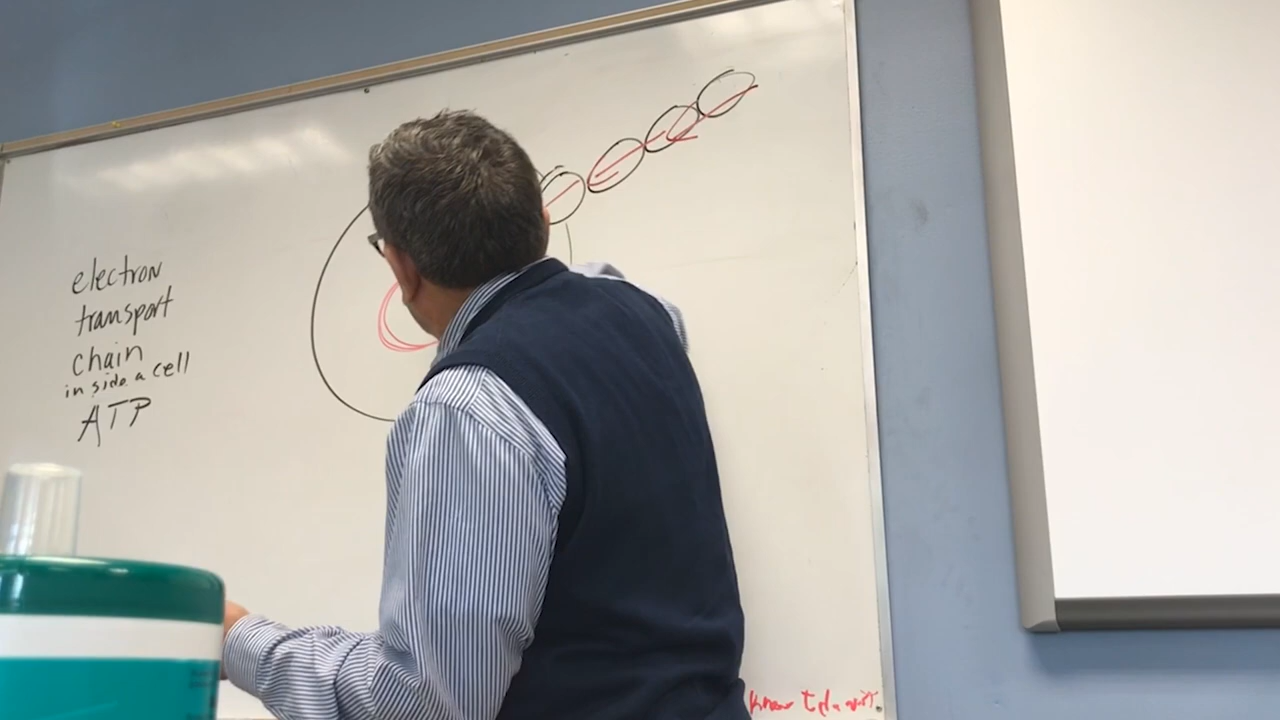 electron
transport
chain
inside a cell
ATP